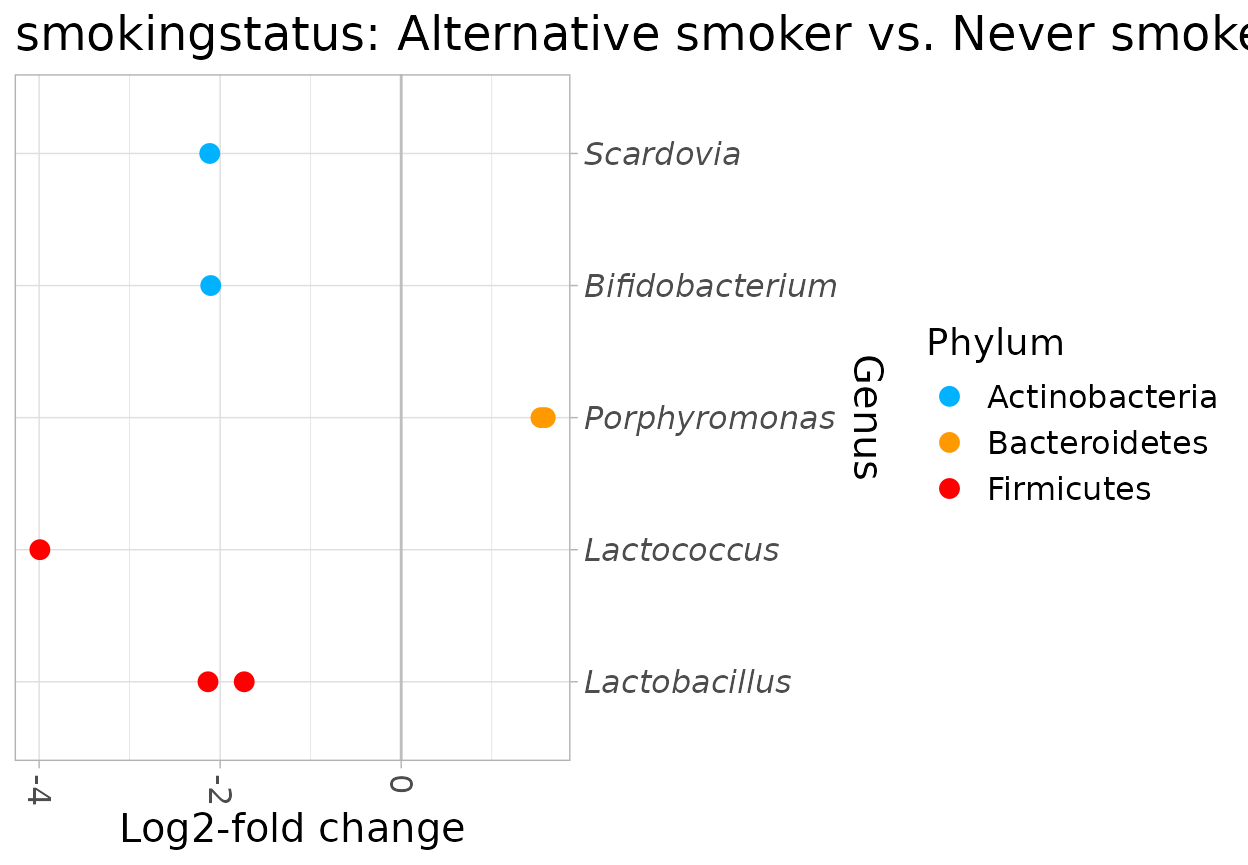 smokingstatus: Alternative smoker vs. Never smoke
Scardovia
Bifidobacterium
Porphyromonas
Lactococcus
Lactobacillus
Genus
Phylum
Actinobacteria
Bacteroidetes
Firmicutes
-4 -2 0
Log2-fold change